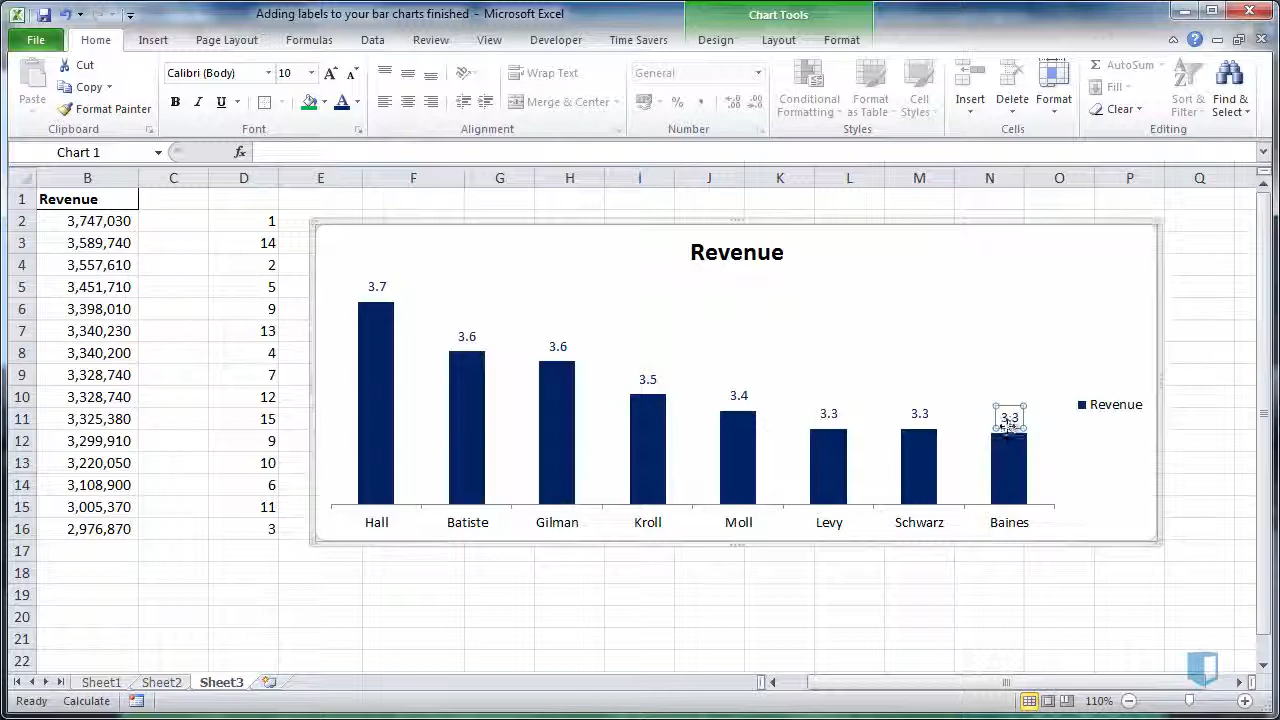 Adding labels to your bar charts finished - Microsoft Excel
Chart Tools
File Home Insert Page Layout Formulas Data Review View Developer Time Savers Design Layout Format
Paste
Cut
Copy
Format Painter
Clipboard
Calibri (Body) 10
B I U
Font
Wrap Text
Merge & Center
Alignment
General
Number
Conditional Formatting
Format as Table
Cell Styles
Styles
Insert Delete Format
Cells
AutoSum
Fill
Clear
Sort & Filter
Find & Select
Editing
Chart 1 fx
B C D E F G H I J K L M N O P Q
1 Revenue
2 3,747,030 1
3 3,589,740 14
4 3,557,610 2
5 3,451,710 5
6 3,398,010 9
7 3,340,230 13
8 3,340,200 4
9 3,328,740 7
10 3,328,740 12
11 3,325,380 15
12 3,299,910 9
13 3,220,050 10
14 3,108,900 6
15 3,005,370 11
16 2,976,870 3
17
18
19
20
21
22
Revenue
3.7 3.6 3.6 3.5 3.4 3.3 3.3 3.3
Revenue
Hall Batiste Gilman Kroll Moll Levy Schwarz Baines
Sheet1 Sheet2 Sheet3
Ready Calculate 110%